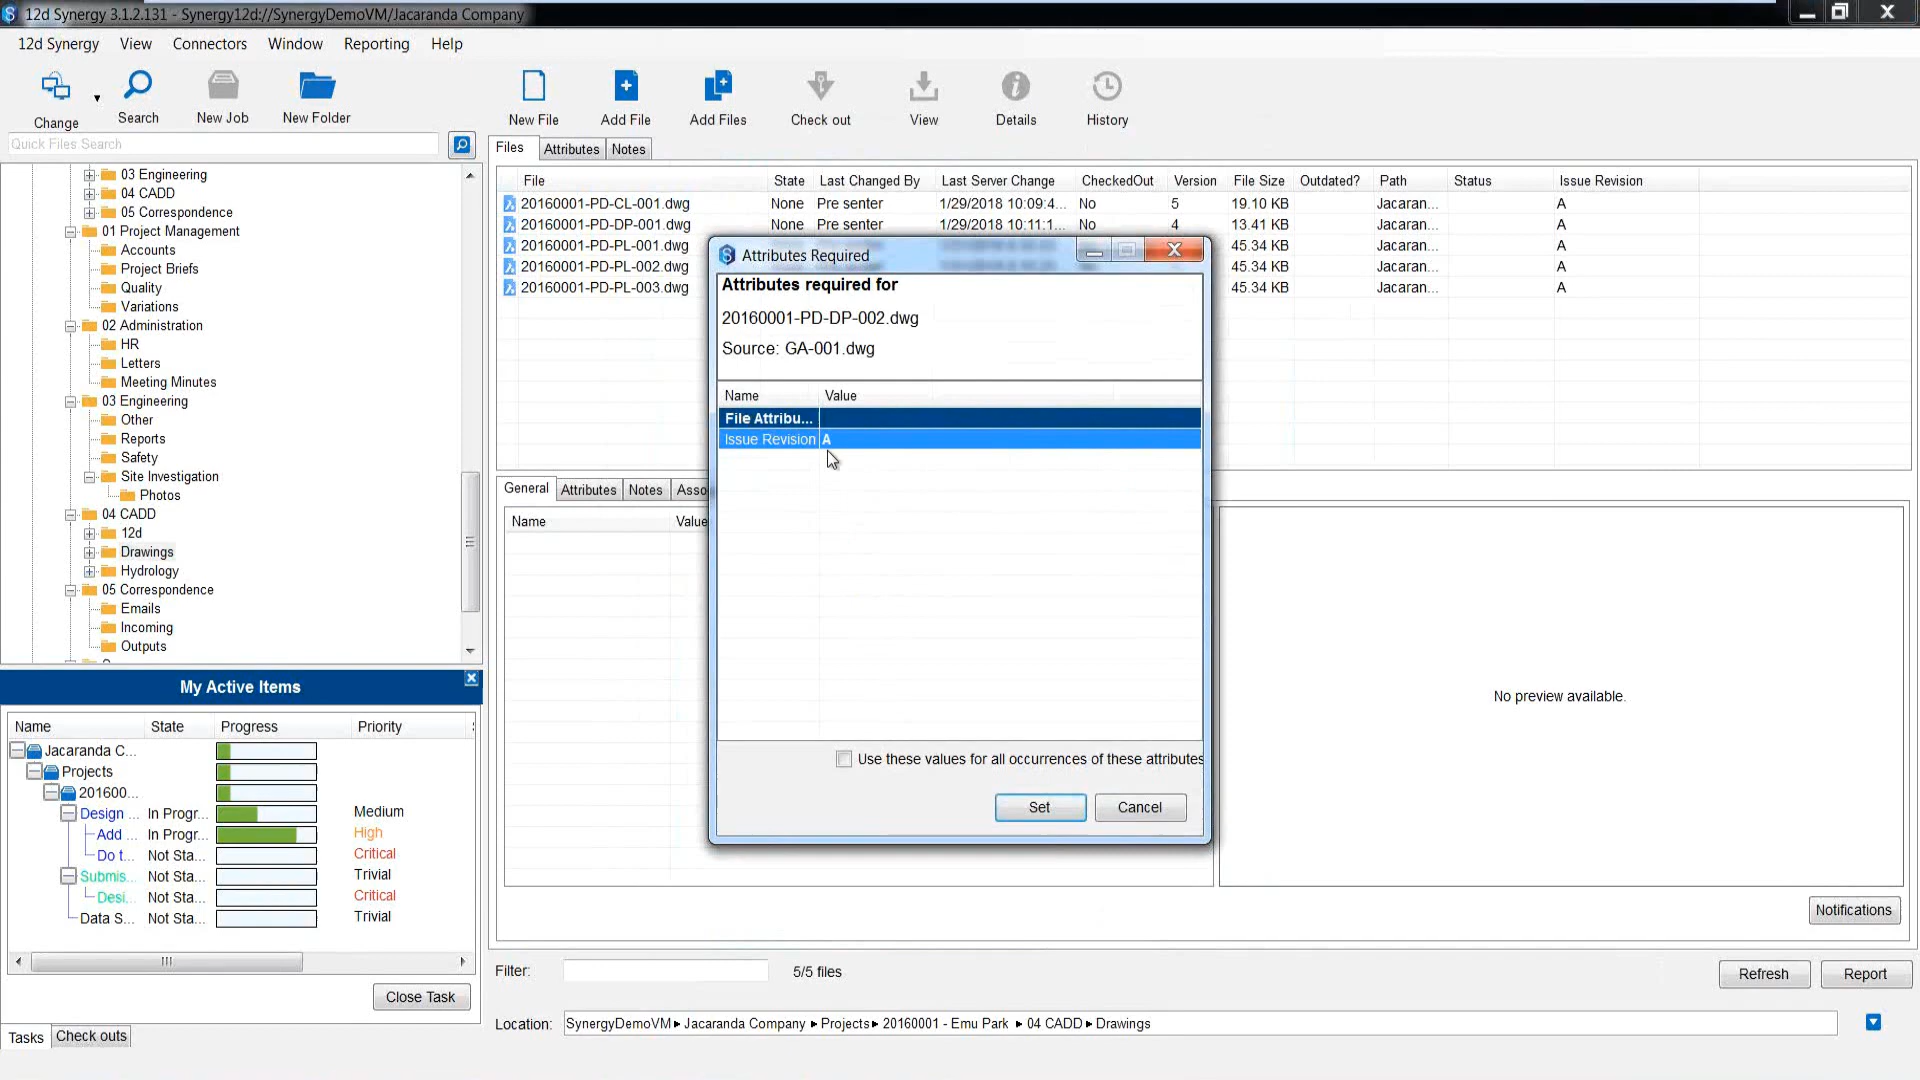 12d Synergy 3.1.2.131 - Synergy12d://SynergyDemoVM/Jacaranda Company
12d Synergy View Connectors Window Reporting Help
Change Search New Job New Folder New File Add File Add Files Check out View Details History
Quick Files Search
Files Attributes Notes
03 Engineering
04 CADD
05 Correspondence
01 Project Management
Accounts
Project Briefs
Quality
Variations
02 Administration
HR
Letters
Meeting Minutes
03 Engineering
Other
Reports
Safety
Site Investigation
Photos
04 CADD
12d
Drawings
Hydrology
05 Correspondence
Emails
Incoming
Outputs
File State Last Changed By Last Server Change CheckedOut Version File Size Outdated? Path Status Issue Revision
20160001-PD-CL-001.dwg None Pre senter 1/29/2018 10:09:4... No 5 19.10 KB Jacaran... A
20160001-PD-DP-001.dwg None Pre senter 1/29/2018 10:11:1... No 4 13.41 KB Jacaran... A
20160001-PD-PL-001.dwg 45.34 KB Jacaran... A
20160001-PD-PL-002.dwg 45.34 KB Jacaran... A
20160001-PD-PL-003.dwg 45.34 KB Jacaran... A
Attributes Required
Attributes required for
20160001-PD-DP-002.dwg
Source: GA-001.dwg
Name Value
File Attribu...
Issue Revision A
Use these values for all occurrences of these attributes
Set Cancel
General Attributes Notes Asso
Name Value
No preview available.
Notifications
My Active Items
Name State Progress Priority
Jacaranda C...
Projects
201600...
Design ... In Progr... Medium
Add ... In Progr... High
Do t... Not Sta... Critical
Submis... Not Sta... Trivial
Desi... Not Sta... Critical
Data S... Not Sta... Trivial
Close Task
Tasks Check outs
Filter: 5/5 files Refresh Report
Location: SynergyDemoVM ▸ Jacaranda Company ▸ Projects ▸ 20160001 - Emu Park ▸ 04 CADD ▸ Drawings